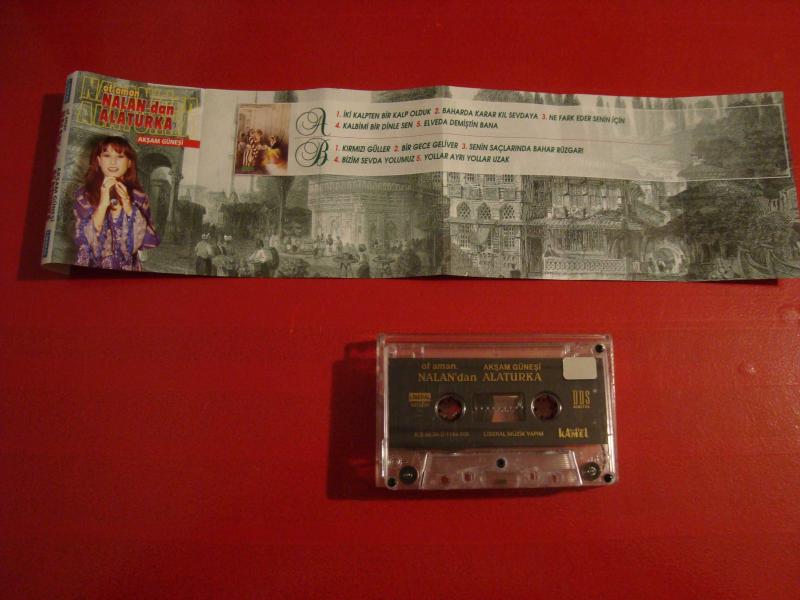 of aman
NALAN'dan
ALATURKA
AKŞAM GÜNEŞİ
A
1. İKİ KALPTEN BİR KALP OLDUK 2. BAHARDA KARAR KIL SEVDAYA 3. NE FARK EDER SENİN İÇİN
4. KALBİMİ BİR DİNLE SEN 5. ELVEDA DEMİŞTİN BANA
B
1. KIRMIZI GÜLLER 2. BİR GECE GELİVER 3. SENİN SAÇLARINDA BAHAR RÜZGARI
4. BİZİM SEVDA YOLUMUZ 5. YOLLAR AYRI YOLLAR UZAK
of aman. AKŞAM GÜNEŞİ
NALAN'dan ALATURKA
LIBERAL
DDS
LİBERAL MÜZİK YAPIM
KAMEL